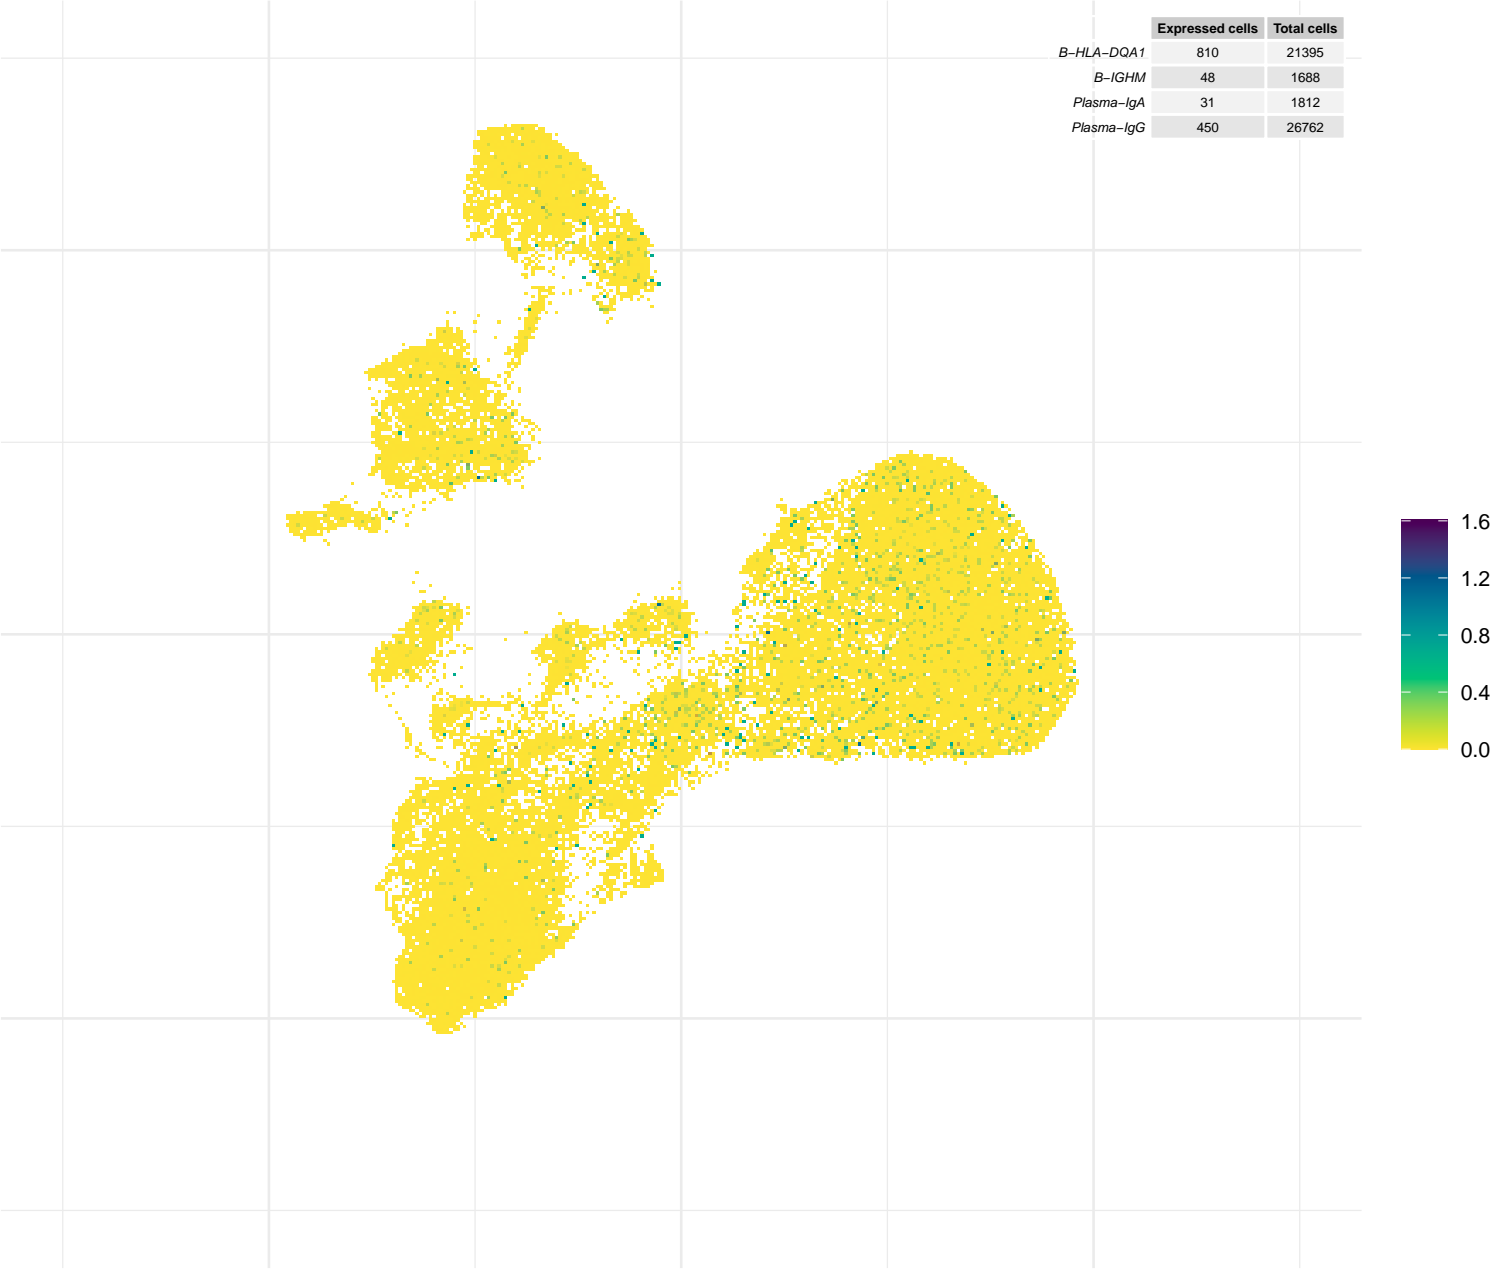 Expressed cells Total cells
B−HLA−DQA1 810 21395
B−IGHM 48 1688
Plasma−IgA 31 1812
Plasma−IgG 450 26762
1.6
1.2
0.8
0.4
0.0